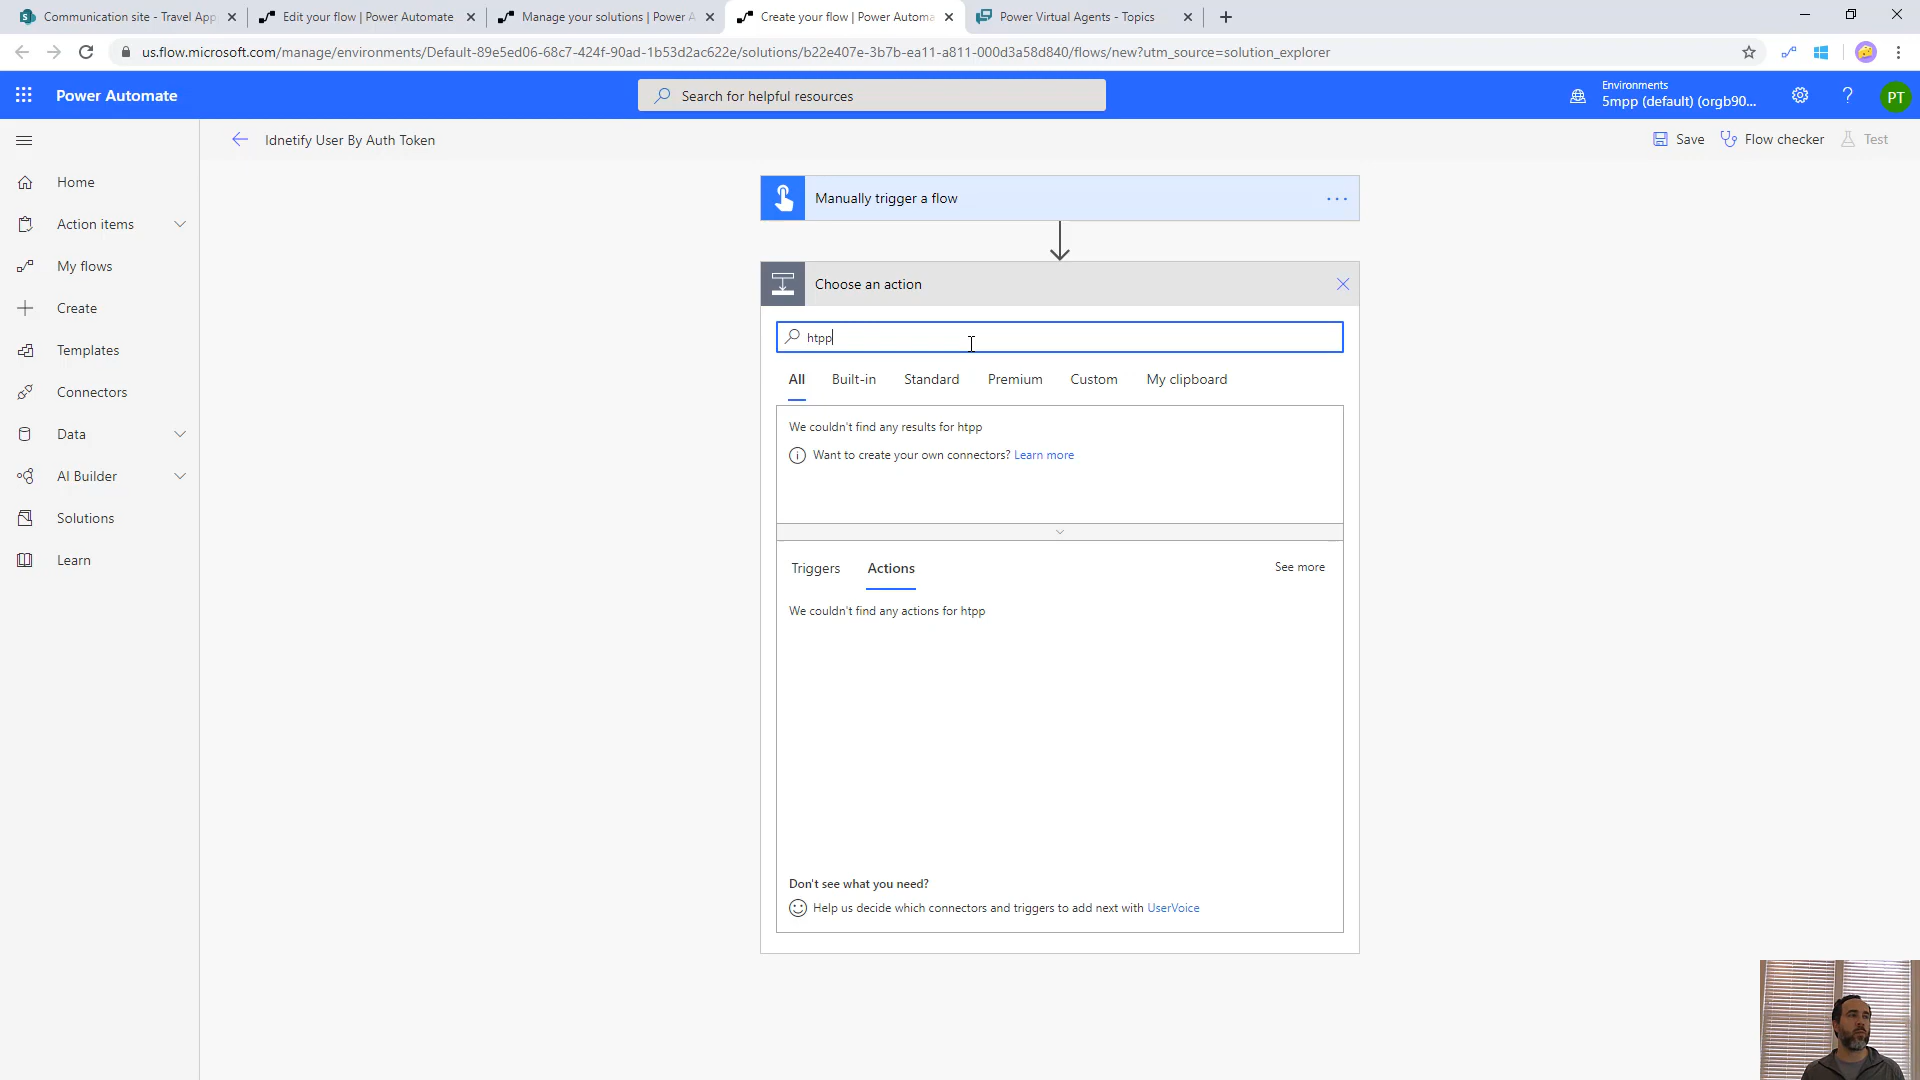 Communication site - Travel App
Edit your flow | Power Automate
Manage your solutions | Power A
Create your flow | Power Automa
Power Virtual Agents - Topics
us.flow.microsoft.com/manage/environments/Default-89e5ed06-68c7-424f-90ad-1b53d2ac622e/solutions/b22e407e-3b7b-ea11-a811-000d3a58d840/flows/new?utm_source=solution_explorer
Power Automate
Search for helpful resources
Environments
5mpp (default) (orgb90...
PT
Idnetify User By Auth Token
Save
Flow checker
Test
Home
Action items
My flows
Create
Templates
Connectors
Data
AI Builder
Solutions
Learn
Manually trigger a flow
Choose an action
htpp
All
Built-in
Standard
Premium
Custom
My clipboard
We couldn't find any results for htpp
Want to create your own connectors? Learn more
Triggers
Actions
See more
We couldn't find any actions for htpp
Don't see what you need?
Help us decide which connectors and triggers to add next with UserVoice